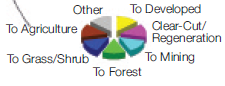 Other
To Developed
To Agriculture
Clear-Cut/
Regeneration
To Grass/Shrub
To Mining
To Forest